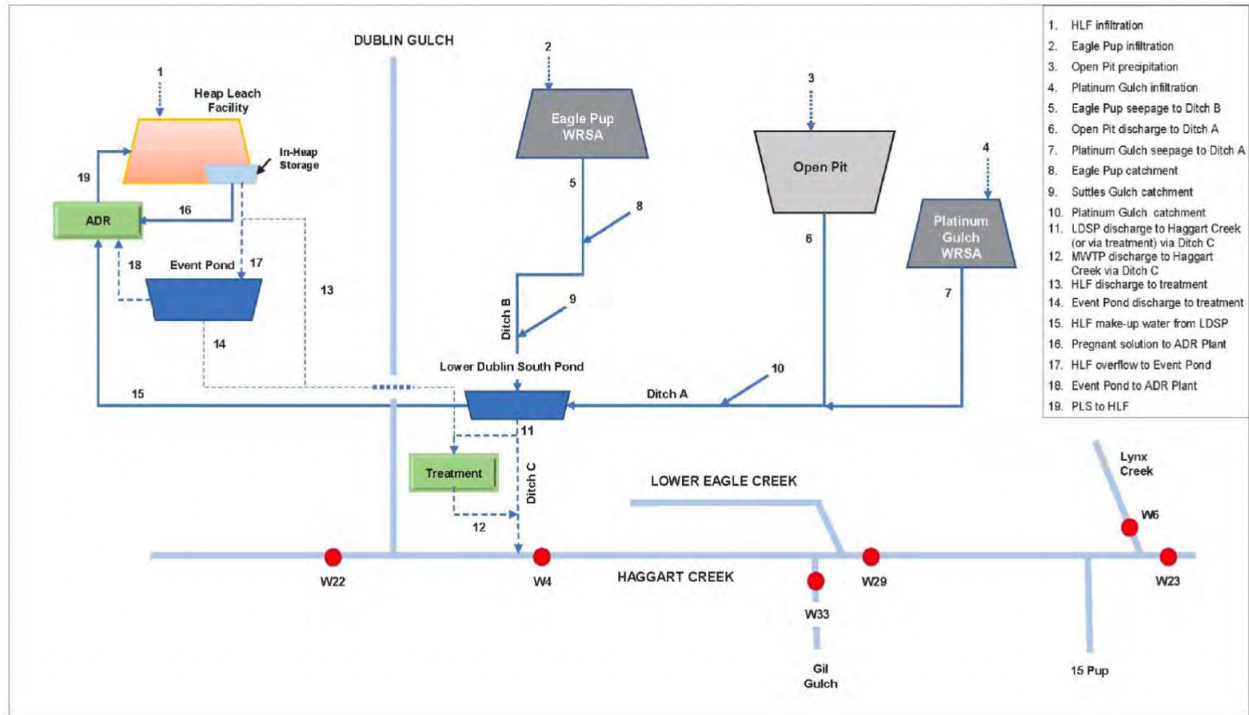 DUBLIN GULCH
1
Heap Leach
Facility
In-Heap
Storage
19
ADR
16
18
Event Pond
17
13
14
15
2
Eagle Pup
WRSA
5
8
9
Ditch B
Lower Dublin South Pond
3
Open Pit
6
4
Platinum
Gulch
WRSA
7
10
Ditch A
11
Treatment
Ditch C
12
LOWER EAGLE CREEK
Lynx
Creek
W6
W22
W4
HAGGART CREEK
W29
W23
W33
Gil
Gulch
15 Pup
1. HLF infiltration
2. Eagle Pup infiltration
3. Open Pit precipitation
4. Platinum Gulch infiltration
5. Eagle Pup seepage to Ditch B
6. Open Pit discharge to Ditch A
7. Platinum Gulch seepage to Ditch A
8. Eagle Pup catchment
9. Suttles Gulch catchment
10. Platinum Gulch catchment
11. LDSP discharge to Haggart Creek
(or via treatment) via Ditch C
12. MWTP discharge to Haggart
Creek via Ditch C
13. HLF discharge to treatment
14. Event Pond discharge to treatment
15. HLF make-up water from LDSP
16. Pregnant solution to ADR Plant
17. HLF overflow to Event Pond
18. Event Pond to ADR Plant
19. PLS to HLF